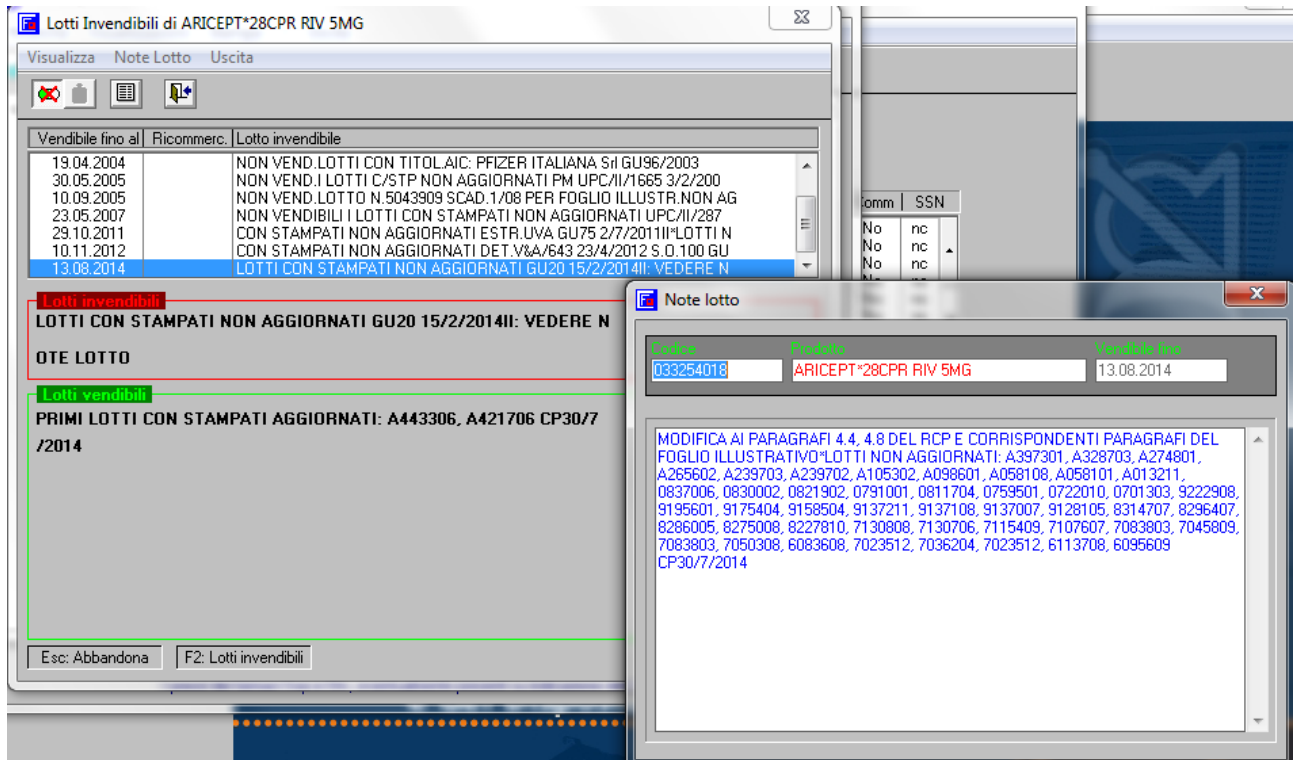 Lotti Invendibili di ARICEPT*28CPR RIV 5MG
Visualizza Note Lotto Uscita
Vendibile fino al Ricommerc. Lotto invendibile
19.04.2004 NON VEND.LOTTI CON TITOL.AIC: PFIZER ITALIANA Srl GU96/2003
30.05.2005 NON VEND.I LOTTI C/STP NON AGGIORNATI PM UPC/II/1665 3/2/200
10.09.2005 NON VEND.LOTTO N.5043909 SCAD.1/08 PER FOGLIO ILLUSTR.NON AG
23.05.2007 NON VENDIBILI I LOTTI CON STAMPATI NON AGGIORNATI UPC/II/287
29.10.2011 CON STAMPATI NON AGGIORNATI ESTR.UVA GU75 2/7/2011II*LOTTI N
10.11.2012 CON STAMPATI NON AGGIORNATI DET.V&A/643 23/4/2012 S.O.100 GU
13.08.2014 LOTTI CON STAMPATI NON AGGIORNATI GU20 15/2/2014II: VEDERE N
Lotti invendibili
LOTTI CON STAMPATI NON AGGIORNATI GU20 15/2/2014II: VEDERE N
OTE LOTTO
Lotti vendibili
PRIMI LOTTI CON STAMPATI AGGIORNATI: A443306, A421706 CP30/7
/2014
Esc: Abbandona F2: Lotti invendibili
Comm SSN
No nc
No nc
No nc
Note lotto
Codice Prodotto Vendibile fino
033254018 ARICEPT*28CPR RIV 5MG 13.08.2014
MODIFICA AI PARAGRAFI 4.4, 4.8 DEL RCP E CORRISPONDENTI PARAGRAFI DEL
FOGLIO ILLUSTRATIVO*LOTTI NON AGGIORNATI: A397301, A328703, A274801,
A265602, A239703, A239702, A105302, A098601, A058108, A058101, A013211,
0837006, 0830002, 0821902, 0791001, 0811704, 0759501, 0722010, 0701303, 9222908,
9195601, 9175404, 9158504, 9137211, 9137108, 9137007, 9128105, 8314707, 8296407,
8286005, 8275008, 8227810, 7130808, 7130706, 7115409, 7107607, 7083803, 7045809,
7083803, 7050308, 6083608, 7023512, 7036204, 7023512, 6113708, 6095609
CP30/7/2014